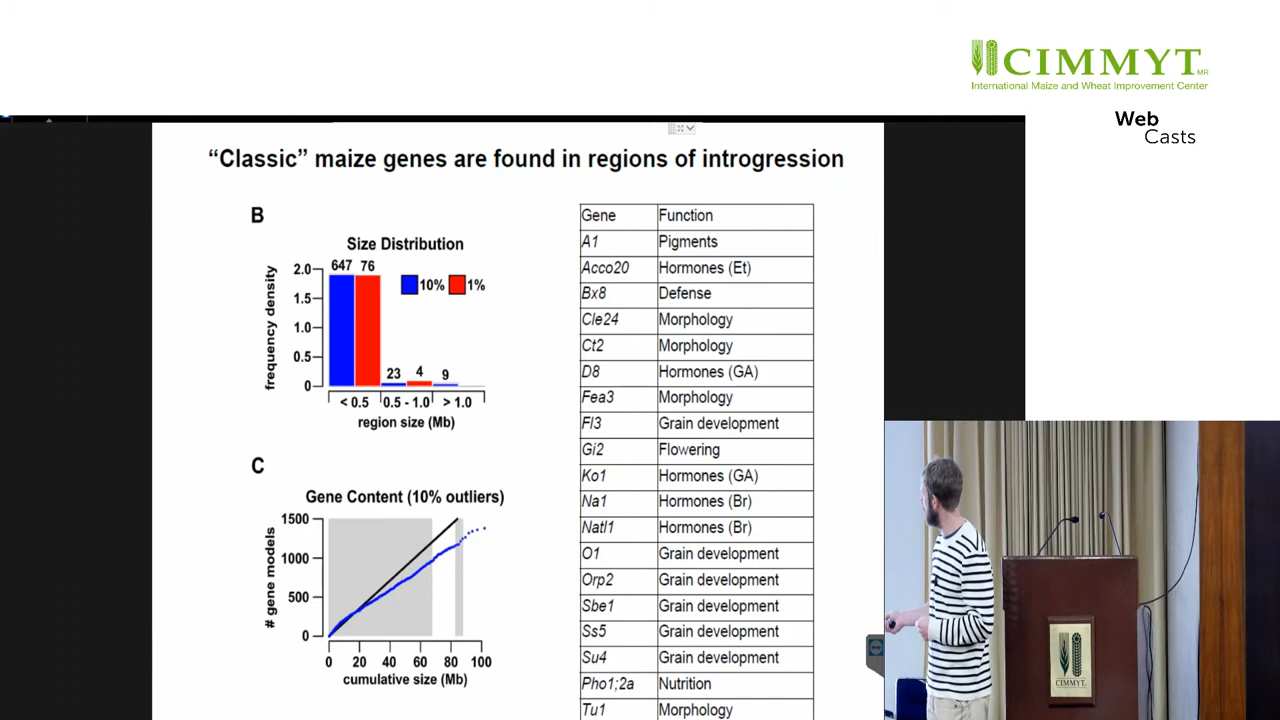 CIMMYT MR
International Maize and Wheat Improvement Center
Web
Casts
“Classic” maize genes are found in regions of introgression
B
Size Distribution
647 76
10% 1%
23 4 9
frequency density
2.0
1.5
1.0
0.5
0
< 0.5 0.5 - 1.0 > 1.0
region size (Mb)
C
Gene Content (10% outliers)
# gene models
1500
1000
500
0
0 20 40 60 80 100
cumulative size (Mb)
Gene Function
A1 Pigments
Acco20 Hormones (Et)
Bx8 Defense
Cle24 Morphology
Ct2 Morphology
D8 Hormones (GA)
Fea3 Morphology
Fl3 Grain development
Gi2 Flowering
Ko1 Hormones (GA)
Na1 Hormones (Br)
Natl1 Hormones (Br)
O1 Grain development
Orp2 Grain development
Sbe1 Grain development
Ss5 Grain development
Su4 Grain development
Pho1;2a Nutrition
Tu1 Morphology
CIMMYT